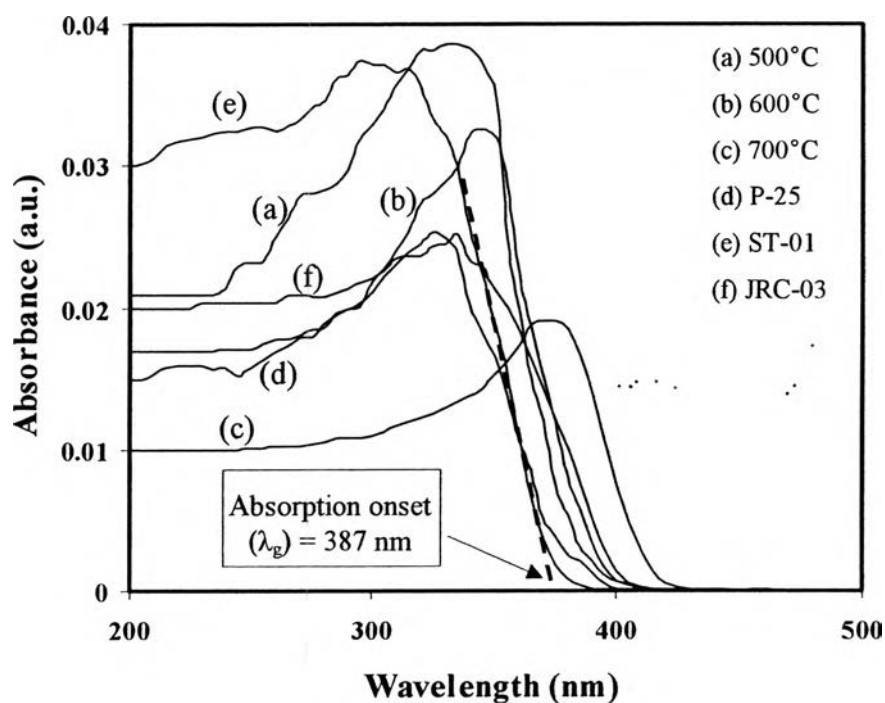 0.04
0.03
0.02
0.01
0
200
300
400
500
Absorbance (a.u.)
Wavelength (nm)
(a) 500°C
(b) 600°C
(c) 700°C
(d) P-25
(e) ST-01
(f) JRC-03
(e)
(a)
(b)
(f)
(d)
(c)
Absorption onset
(λg) = 387 nm